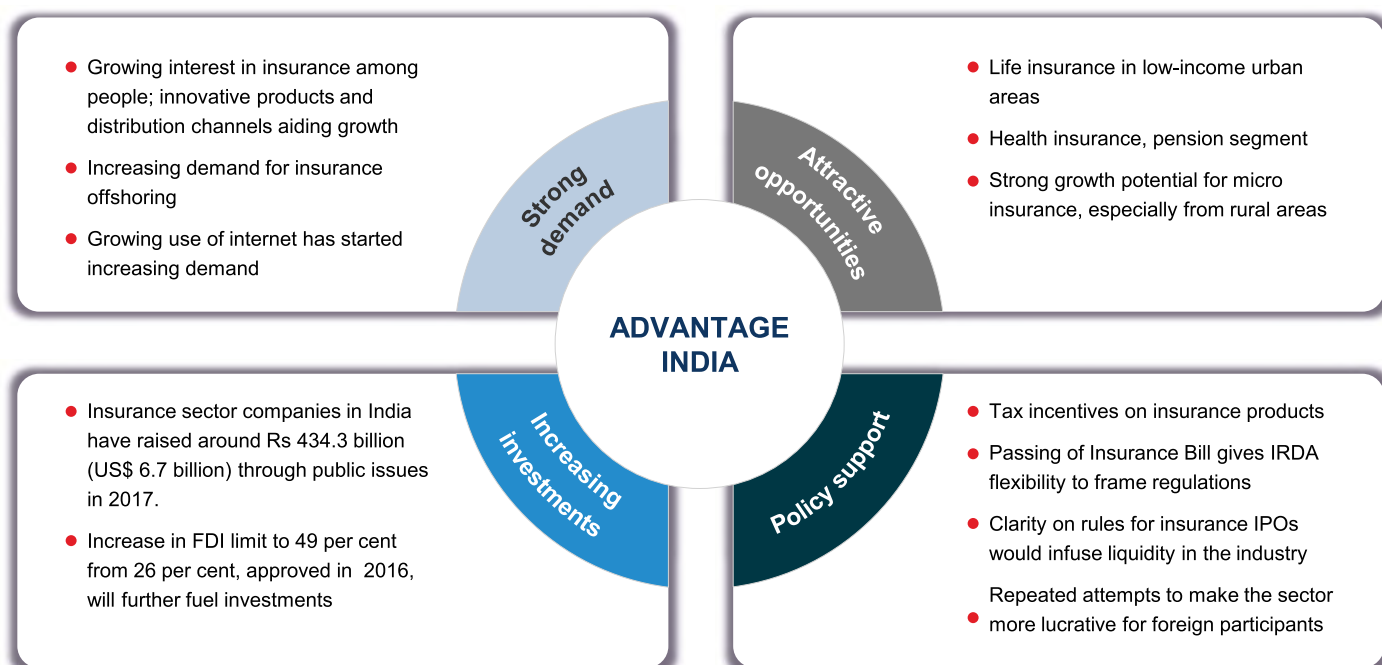 Growing interest in insurance among
people; innovative products and
distribution channels aiding growth
Increasing demand for insurance
offshoring
Growing use of internet has started
increasing demand
Strong
demand
Attractive
opportunities
Life insurance in low-income urban
areas
Health insurance, pension segment
Strong growth potential for micro
insurance, especially from rural areas
ADVANTAGE
INDIA
Insurance sector companies in India
have raised around Rs 434.3 billion
(US$ 6.7 billion) through public issues
in 2017.
Increase in FDI limit to 49 per cent
from 26 per cent, approved in 2016,
will further fuel investments
Increasing
investments
Policy support
Tax incentives on insurance products
Passing of Insurance Bill gives IRDA
flexibility to frame regulations
Clarity on rules for insurance IPOs
would infuse liquidity in the industry
Repeated attempts to make the sector
more lucrative for foreign participants